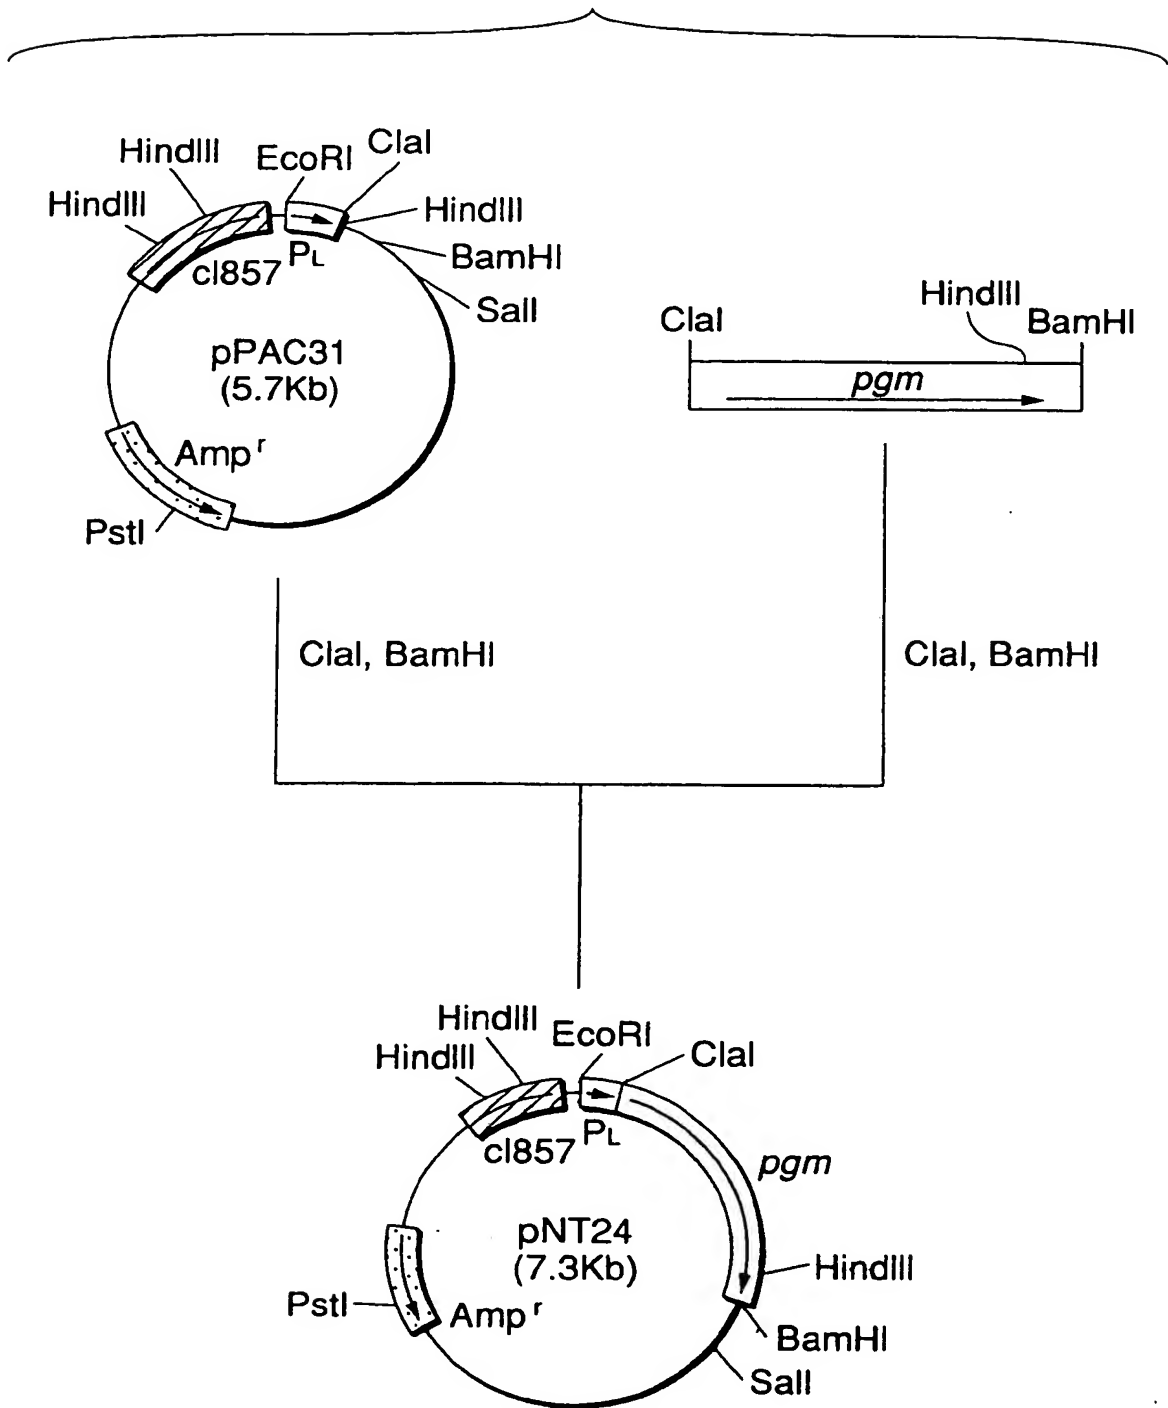 HindIII
EcoRI
ClaI
HindIII
HindIII
PL
BamHI
cI857
SalI
pPAC31
(5.7Kb)
Amp r
PstI
ClaI
HindIII
BamHI
pgm
ClaI, BamHI
ClaI, BamHI
HindIII
EcoRI
HindIII
ClaI
PL
cI857
pgm
pNT24
(7.3Kb)
HindIII
PstI
Amp r
BamHI
SalI